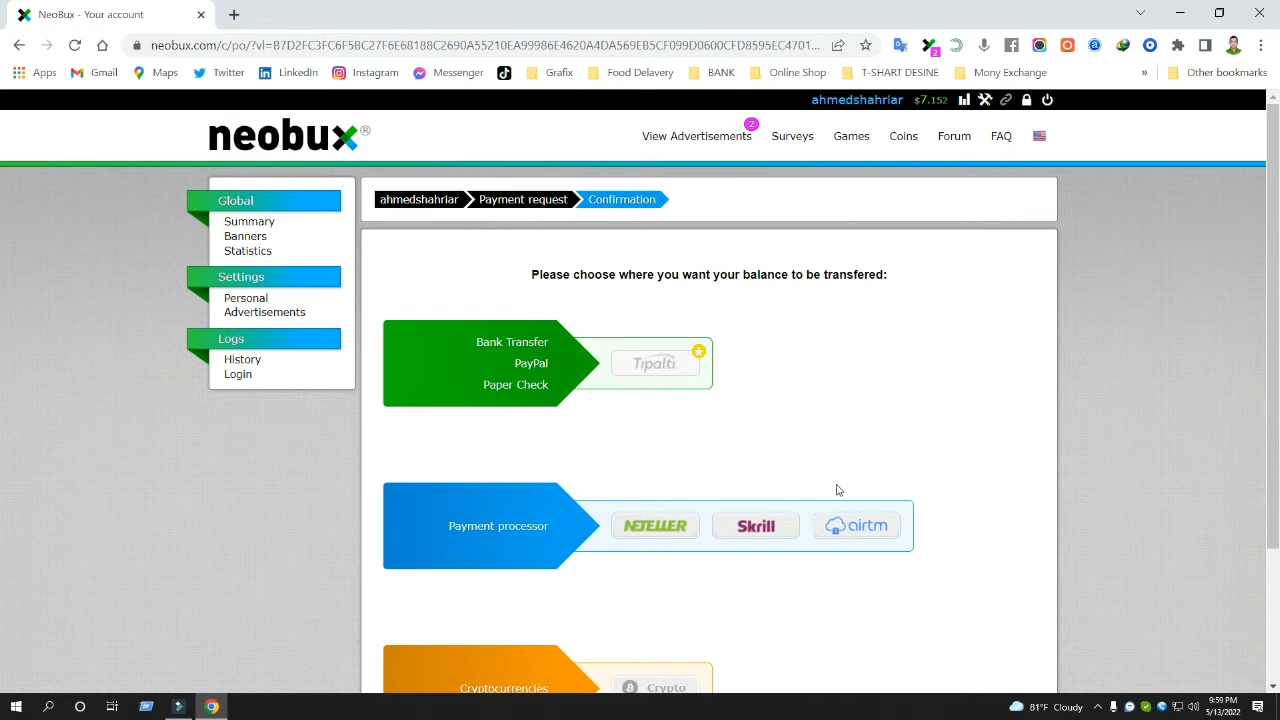 NeoBux - Your account
neobux.com/c/go/?vl=B7D2FC3FC6F5BC17F6E68188C2690A52210EA99986E4620A4DA569EB5CF099D060CFD3595EC4701...
Apps
Gmail
Maps
Twitter
LinkedIn
Instagram
Messenger
Grafix
Food Delavery
BANK
Online Shop
T-SHART DESINE
Mony Exchange
»
Other bookmarks
ahmedshahriar $7.152
neobux®
View Advertisements
2
Surveys
Games
Coins
Forum
FAQ
Global
Summary
Banners
Statistics
Settings
Personal
Advertisements
Logs
History
Login
ahmedshahriar
Payment request
Confirmation
Please choose where you want your balance to be transfered:
Bank Transfer
PayPal
Paper Check
Tipalti
Payment processor
NETELLER
Skrill
airtm
Cryptocurrencies
Crypto
81°F Cloudy
9:59 PM
5/13/2022